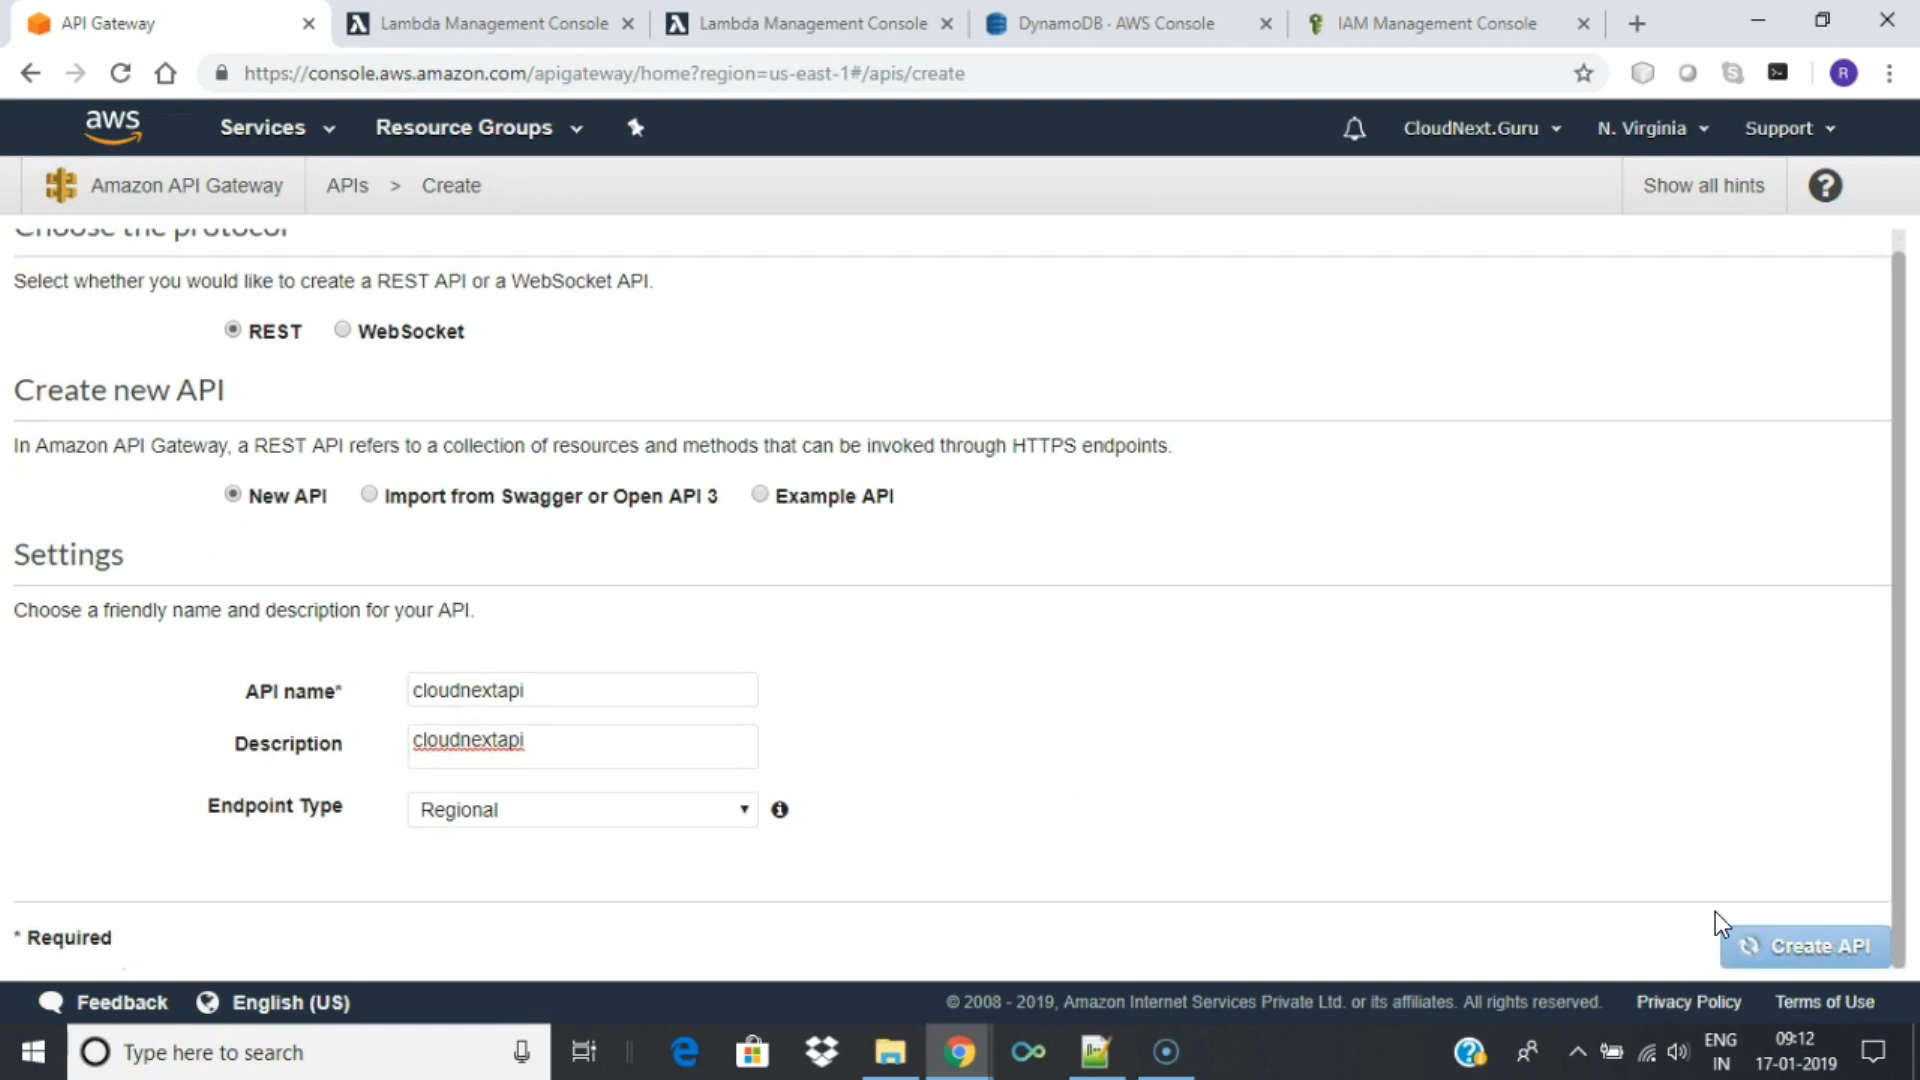 API Gateway
Lambda Management Console
Lambda Management Console
DynamoDB · AWS Console
IAM Management Console
https://console.aws.amazon.com/apigateway/home?region=us-east-1#/apis/create
R
aws
Services
Resource Groups
CloudNext.Guru
N. Virginia
Support
Amazon API Gateway
APIs > Create
Show all hints
?
Choose the protocol
Select whether you would like to create a REST API or a WebSocket API.
REST
WebSocket
Create new API
In Amazon API Gateway, a REST API refers to a collection of resources and methods that can be invoked through HTTPS endpoints.
New API
Import from Swagger or Open API 3
Example API
Settings
Choose a friendly name and description for your API.
API name* cloudnextapi
Description cloudnextapi
Endpoint Type Regional
* Required
Create API
Feedback
English (US)
© 2008 - 2019, Amazon Internet Services Private Ltd. or its affiliates. All rights reserved.
Privacy Policy
Terms of Use
Type here to search
ENG
IN
09:12
17-01-2019